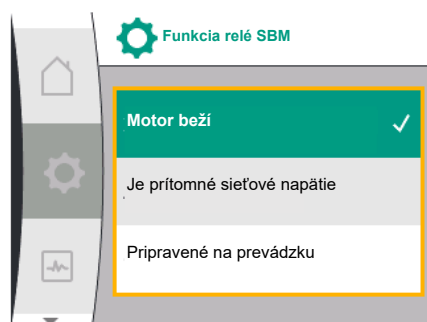 Funkcia relé SBM
Motor beží
Je prítomné sieťové napätie
Pripravené na prevádzku